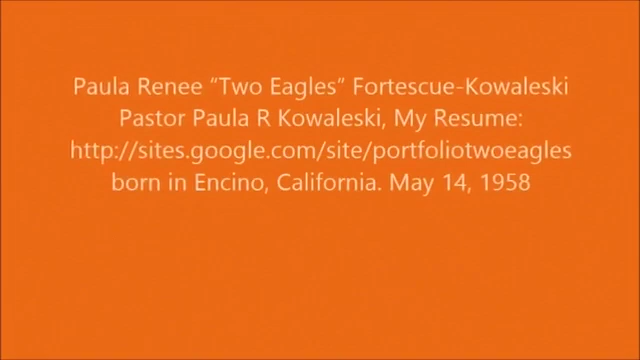 Paula Renee “Two Eagles“ Fortescue-Kowaleski
Pastor Paula R Kowaleski, My Resume:
http://sites.google.com/site/portfoliotwoeagles
born in Encino, California. May 14, 1958